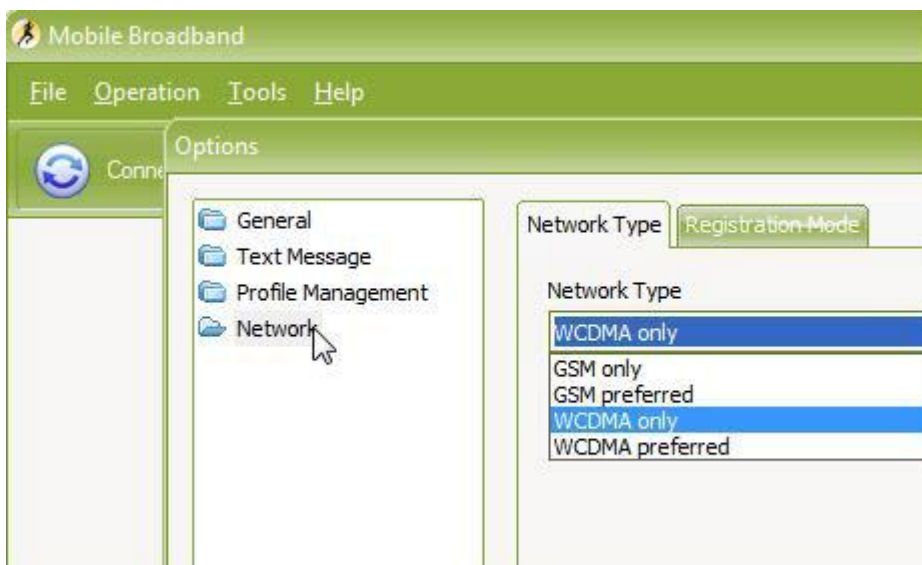 Mobile Broadband
File Operation Tools Help
Conne
Options
General
Text Message
Profile Management
Network
Network Type
Registration Mode
Network Type
WCDMA only
GSM only
GSM preferred
WCDMA only
WCDMA preferred